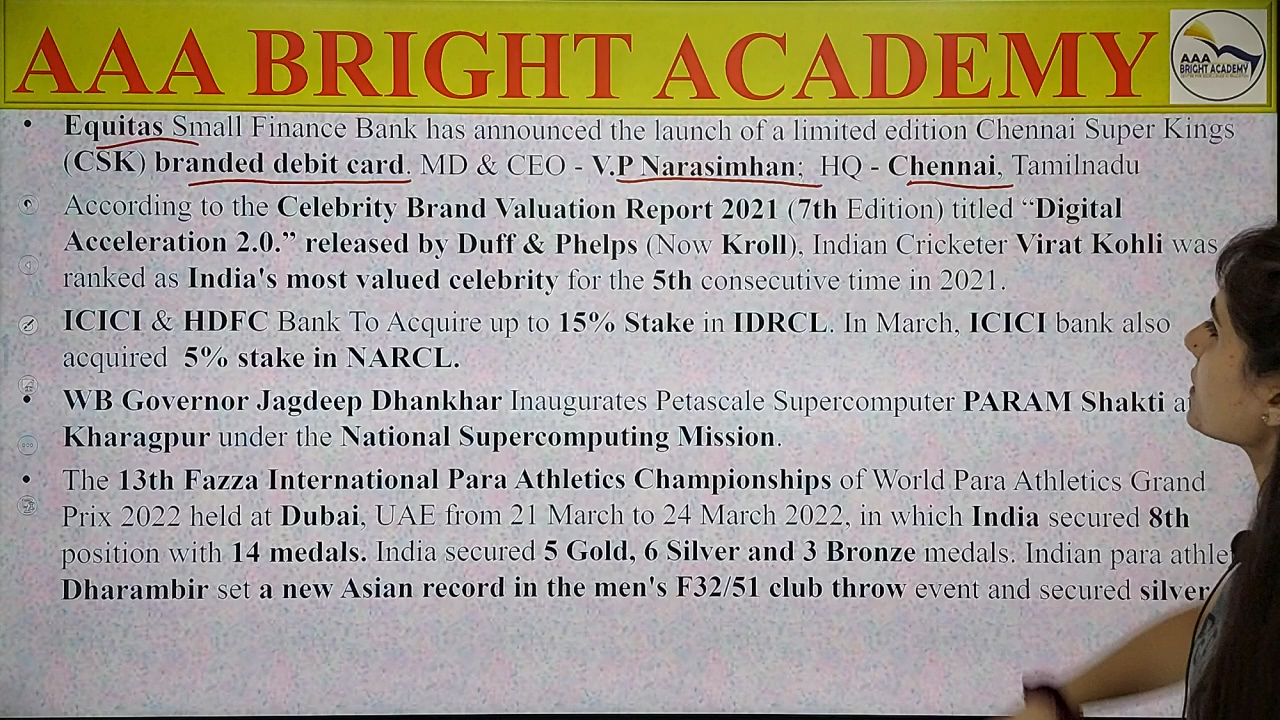 AAA BRIGHT ACADEMY
AAA
BRIGHT ACADEMY
• Equitas Small Finance Bank has announced the launch of a limited edition Chennai Super Kings
(CSK) branded debit card. MD & CEO - V.P Narasimhan; HQ - Chennai, Tamilnadu
According to the Celebrity Brand Valuation Report 2021 (7th Edition) titled “Digital
Acceleration 2.0.” released by Duff & Phelps (Now Kroll), Indian Cricketer Virat Kohli was
ranked as India's most valued celebrity for the 5th consecutive time in 2021.
ICICI & HDFC Bank To Acquire up to 15% Stake in IDRCL. In March, ICICI bank also
acquired 5% stake in NARCL.
• WB Governor Jagdeep Dhankhar Inaugurates Petascale Supercomputer PARAM Shakti
Kharagpur under the National Supercomputing Mission.
• The 13th Fazza International Para Athletics Championships of World Para Athletics Grand
Prix 2022 held at Dubai, UAE from 21 March to 24 March 2022, in which India secured 8th
position with 14 medals. India secured 5 Gold, 6 Silver and 3 Bronze medals. Indian para
Dharambir set a new Asian record in the men's F32/51 club throw event and secured silver